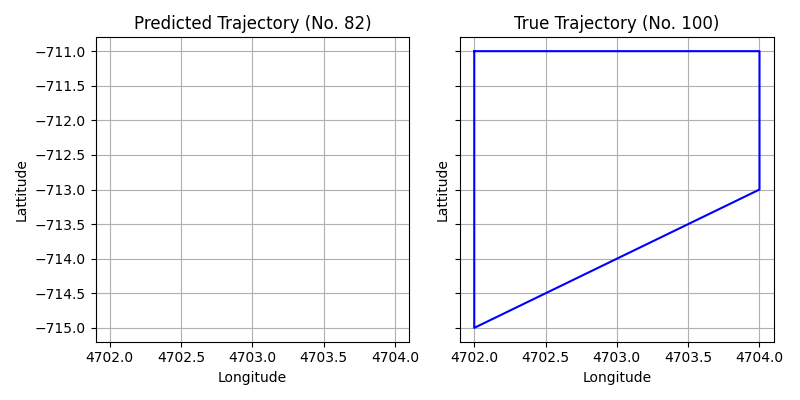 Predicted Trajectory (No. 82)
−711.0
−711.5
−712.0
−712.5
−713.0
−713.5
−714.0
−714.5
−715.0
Lattitude
4702.0 4702.5 4703.0 4703.5 4704.0
Longitude
True Trajectory (No. 100)
Lattitude
4702.0 4702.5 4703.0 4703.5 4704.0
Longitude